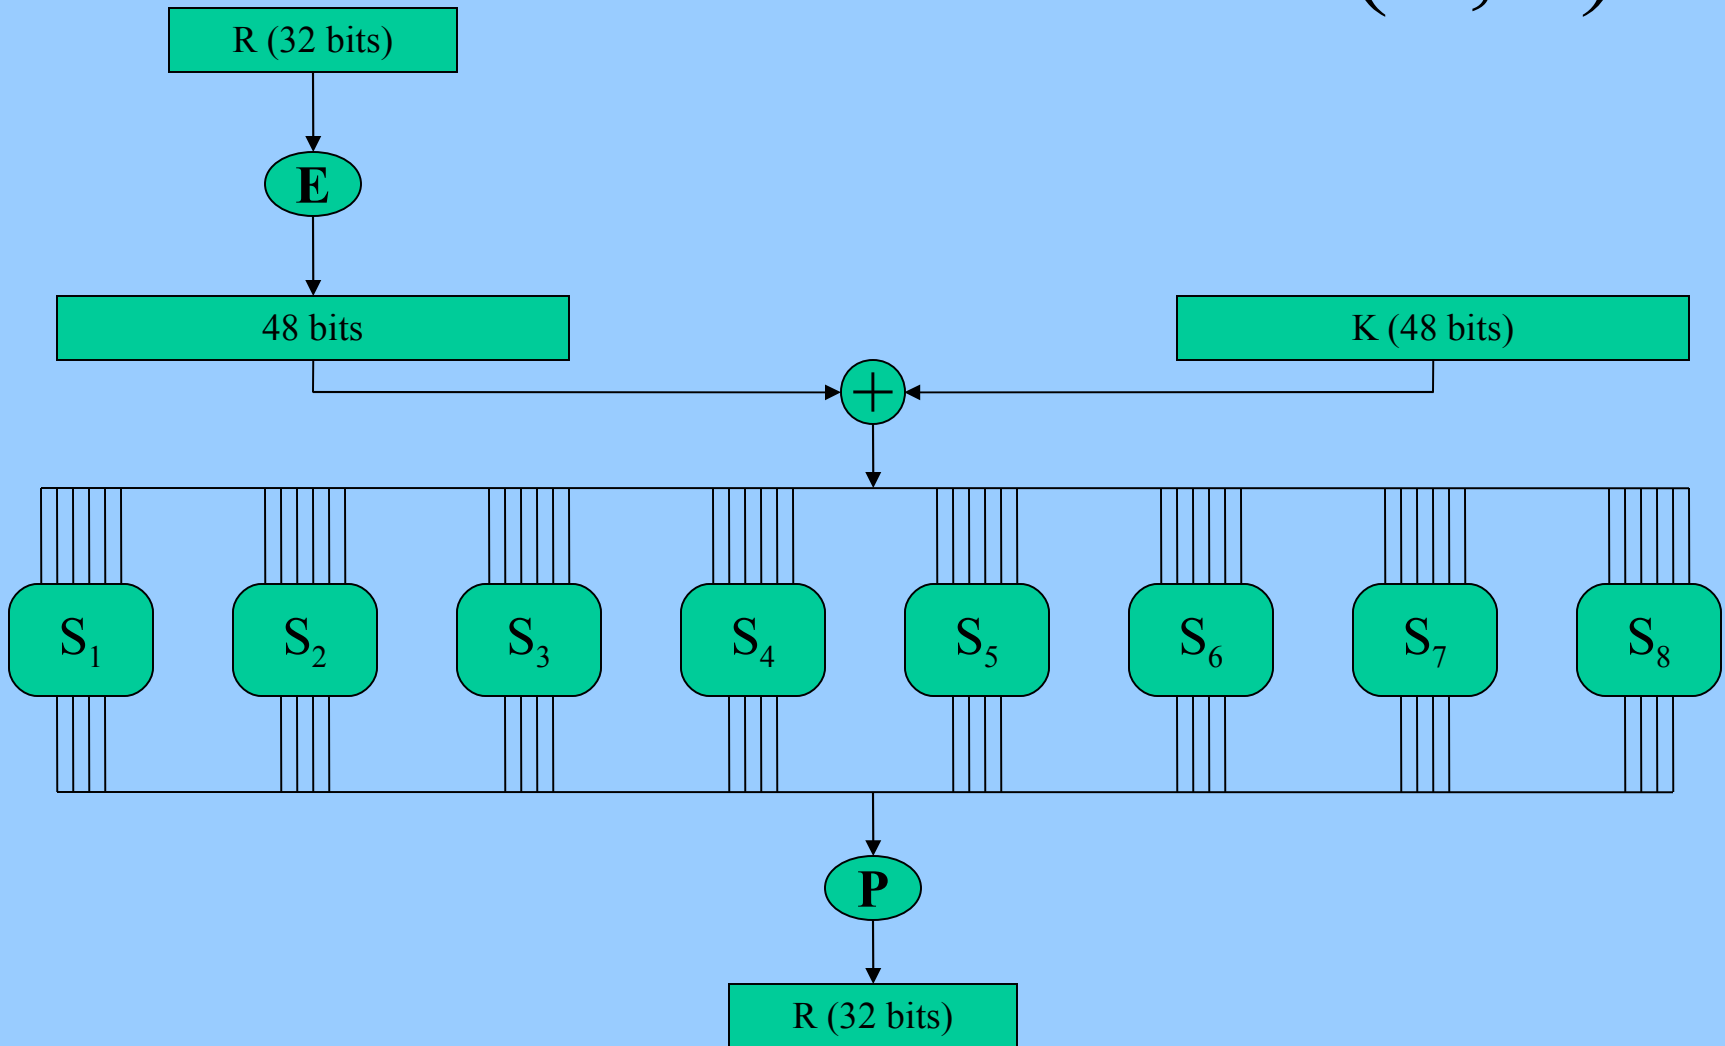 R (32 bits)
E
48 bits
K (48 bits)
+
S1 S2 S3 S4 S5 S6 S7 S8
P
R (32 bits)